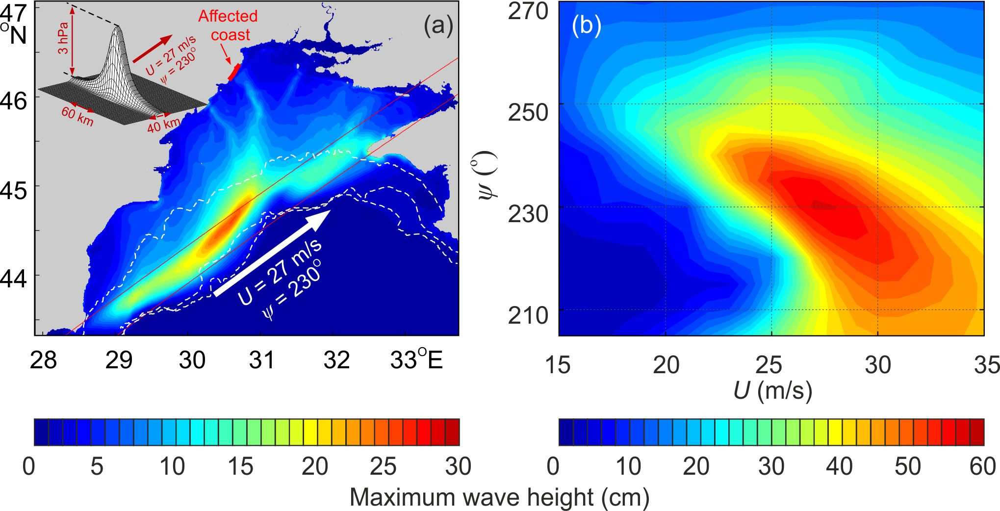 47
°N
46
45
44
3 hPa
U = 27 m/s
ψ = 230°
60 km
40 km
Affected
coast
(a)
U = 27 m/s
ψ = 230°
28 29 30 31 32 33°E
(b)
270
250
230
210
ψ (°)
15 20 25 30 35
U (m/s)
0 5 10 15 20 25 30
0 10 20 30 40 50 60
Maximum wave height (cm)